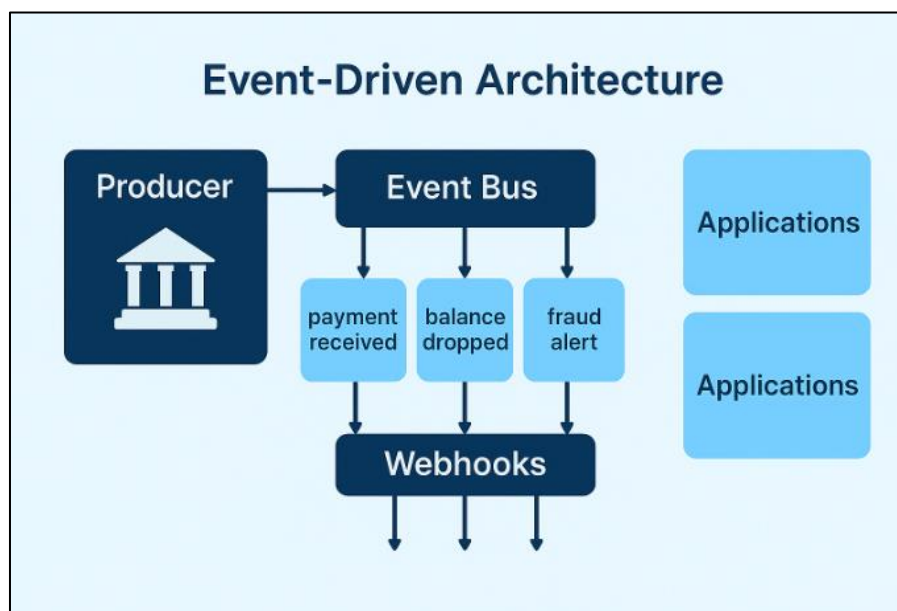 Event-Driven Architecture
Producer
Event Bus
payment
received
balance
dropped
fraud
alert
Webhooks
Applications
Applications